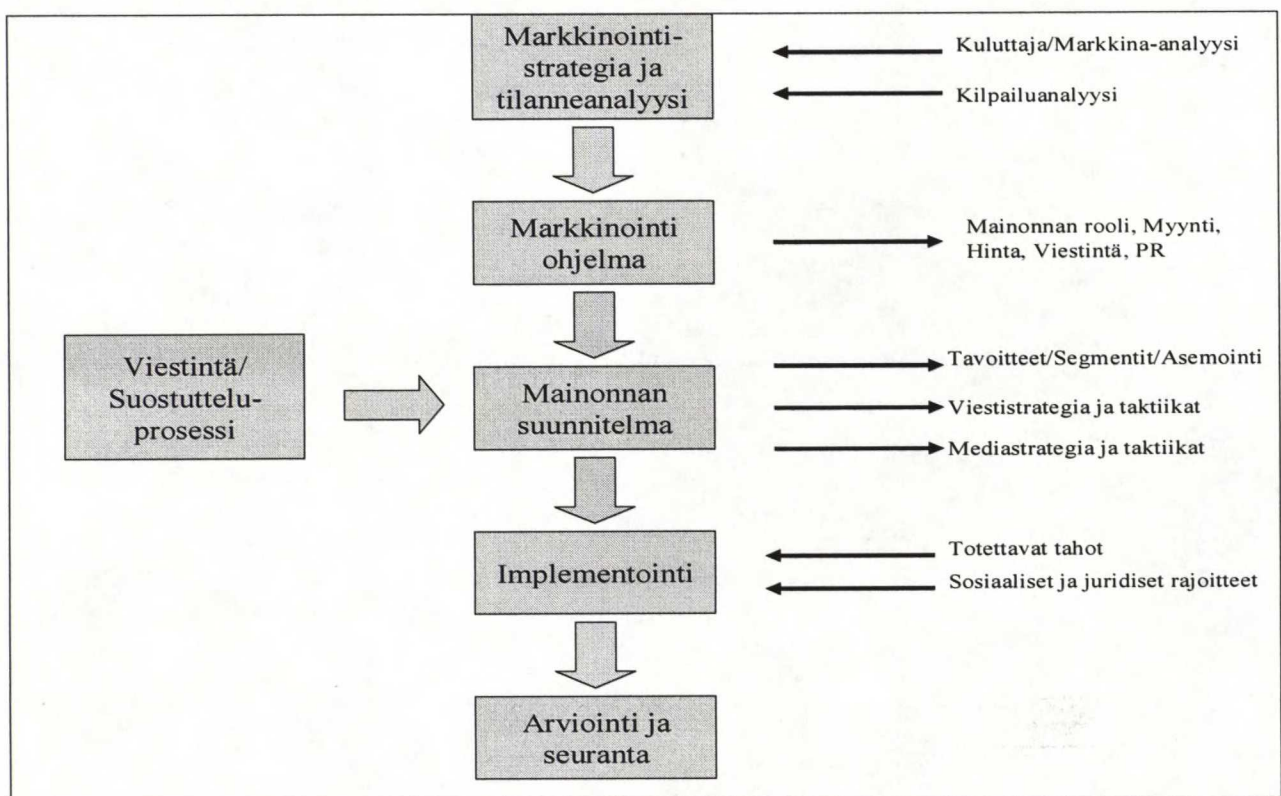 Markkinointi-
strategia ja
tilanneanalyysi
Kuluttaja/Markkina-analyysi
Kilpailuanalyysi
Markkinointi
ohjelma
Mainonnan rooli, Myynti,
Hinta, Viestintä, PR
Viestintä/
Suostuttelu-
prosessi
Mainonnan
suunnitelma
Tavoitteet/Segmentit/Asemointi
Viestistrategia ja taktiikat
Mediastrategia ja taktiikat
Implementointi
Totettavat tahot
Sosiaaliset ja juridiset rajoitteet
Arviointi ja
seuranta